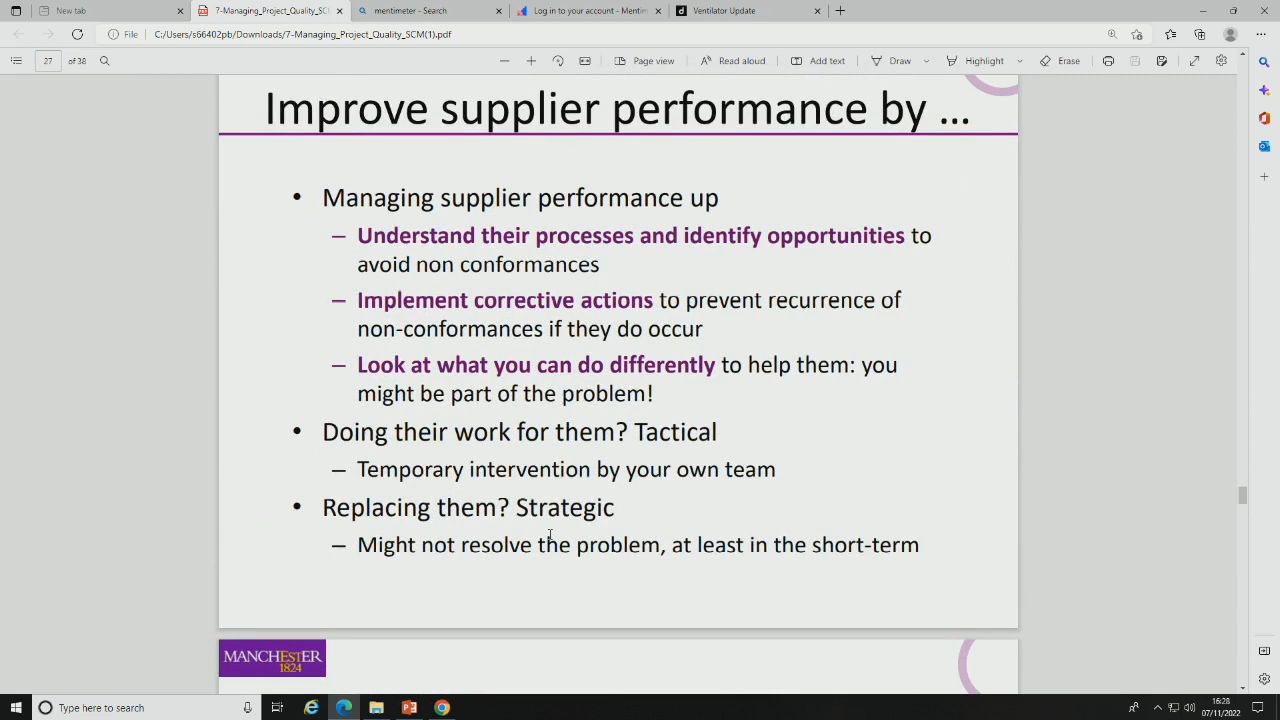 New tab
7-Managing_Project_Quality_SC
mentimeter - Search
Log in to your account - Mentim
Ventilator Update
File
C:/Users/s66402pb/Downloads/7-Managing_Project_Quality_SCM(1).pdf
27 of 38
Page view
Read aloud
Add text
Draw
Highlight
Erase
Improve supplier performance by ...
• Managing supplier performance up
– Understand their processes and identify opportunities to
avoid non conformances
– Implement corrective actions to prevent recurrence of
non-conformances if they do occur
– Look at what you can do differently to help them: you
might be part of the problem!
• Doing their work for them? Tactical
– Temporary intervention by your own team
• Replacing them? Strategic
– Might not resolve the problem, at least in the short-term
MANCHESTER
1824
Type here to search
16:28
07/11/2022